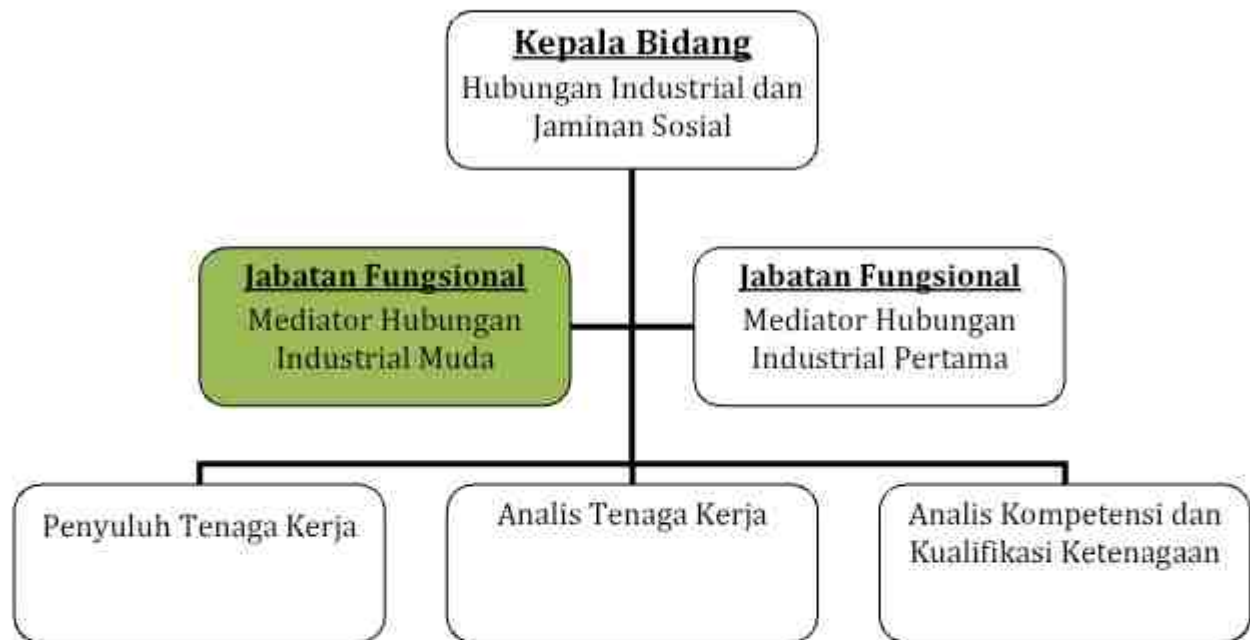 Kepala Bidang
Hubungan Industrial dan
Jaminan Sosial
Jabatan Fungsional
Mediator Hubungan
Industrial Muda
Jabatan Fungsional
Mediator Hubungan
Industrial Pertama
Penyuluh Tenaga Kerja
Analis Tenaga Kerja
Analis Kompetensi dan
Kualifikasi Ketenagaan